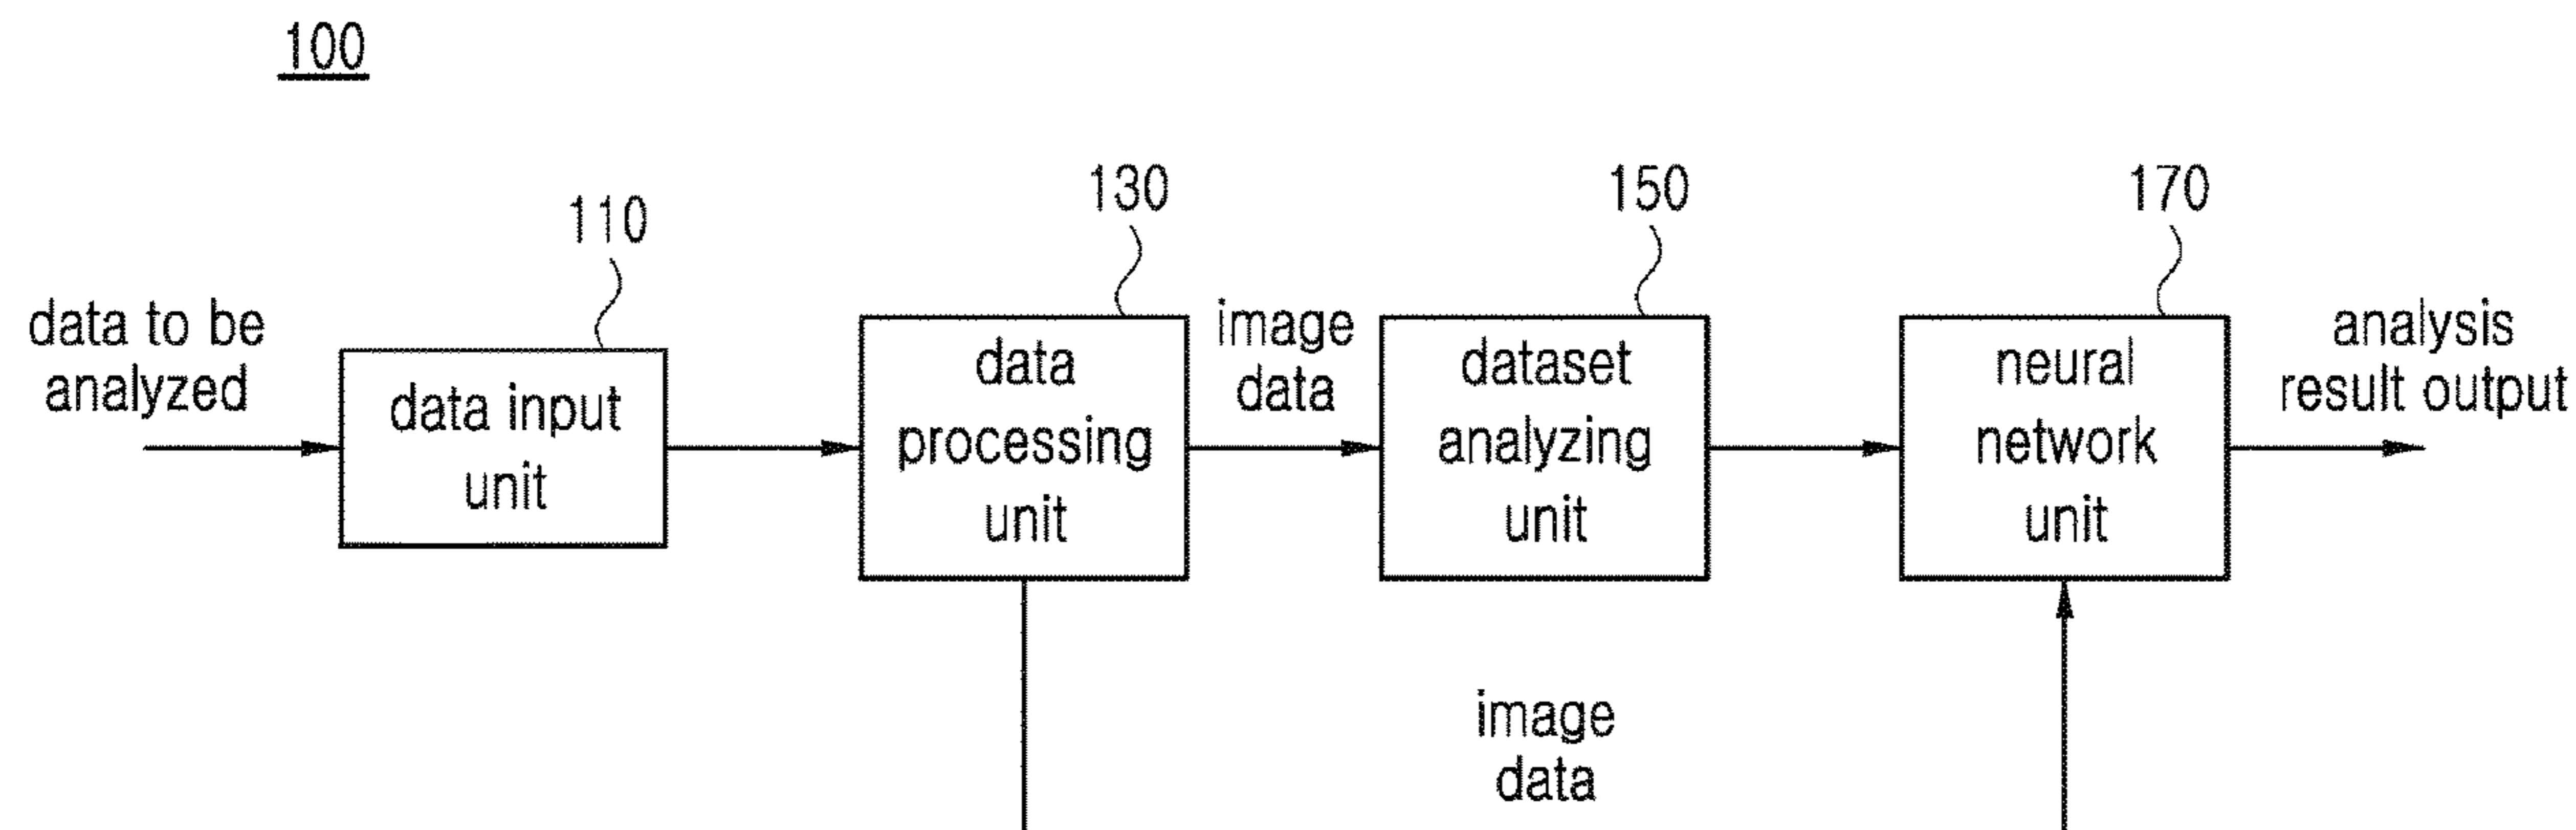 100
110
130
150
170
data to be
analyzed
data input
unit
data
processing
unit
image
data
dataset
analyzing
unit
neural
network
unit
analysis
result output
image
data